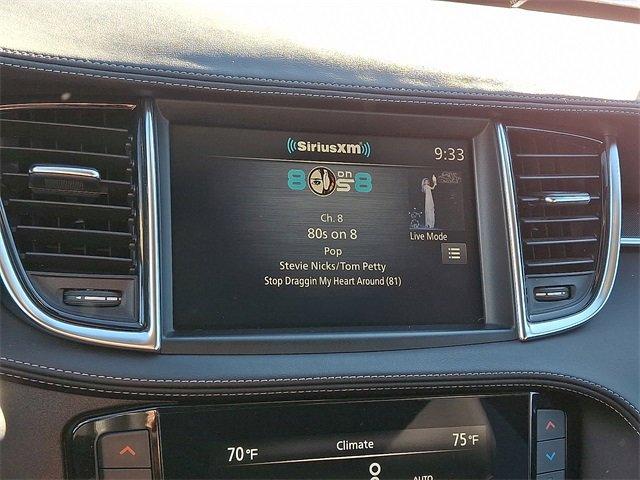 SiriusXM
9:33
80s on 8
Ch. 8
80s on 8
Pop
Live Mode
Stevie Nicks/Tom Petty
Stop Draggin My Heart Around (81)
70°F
Climate
75°F
AUTO